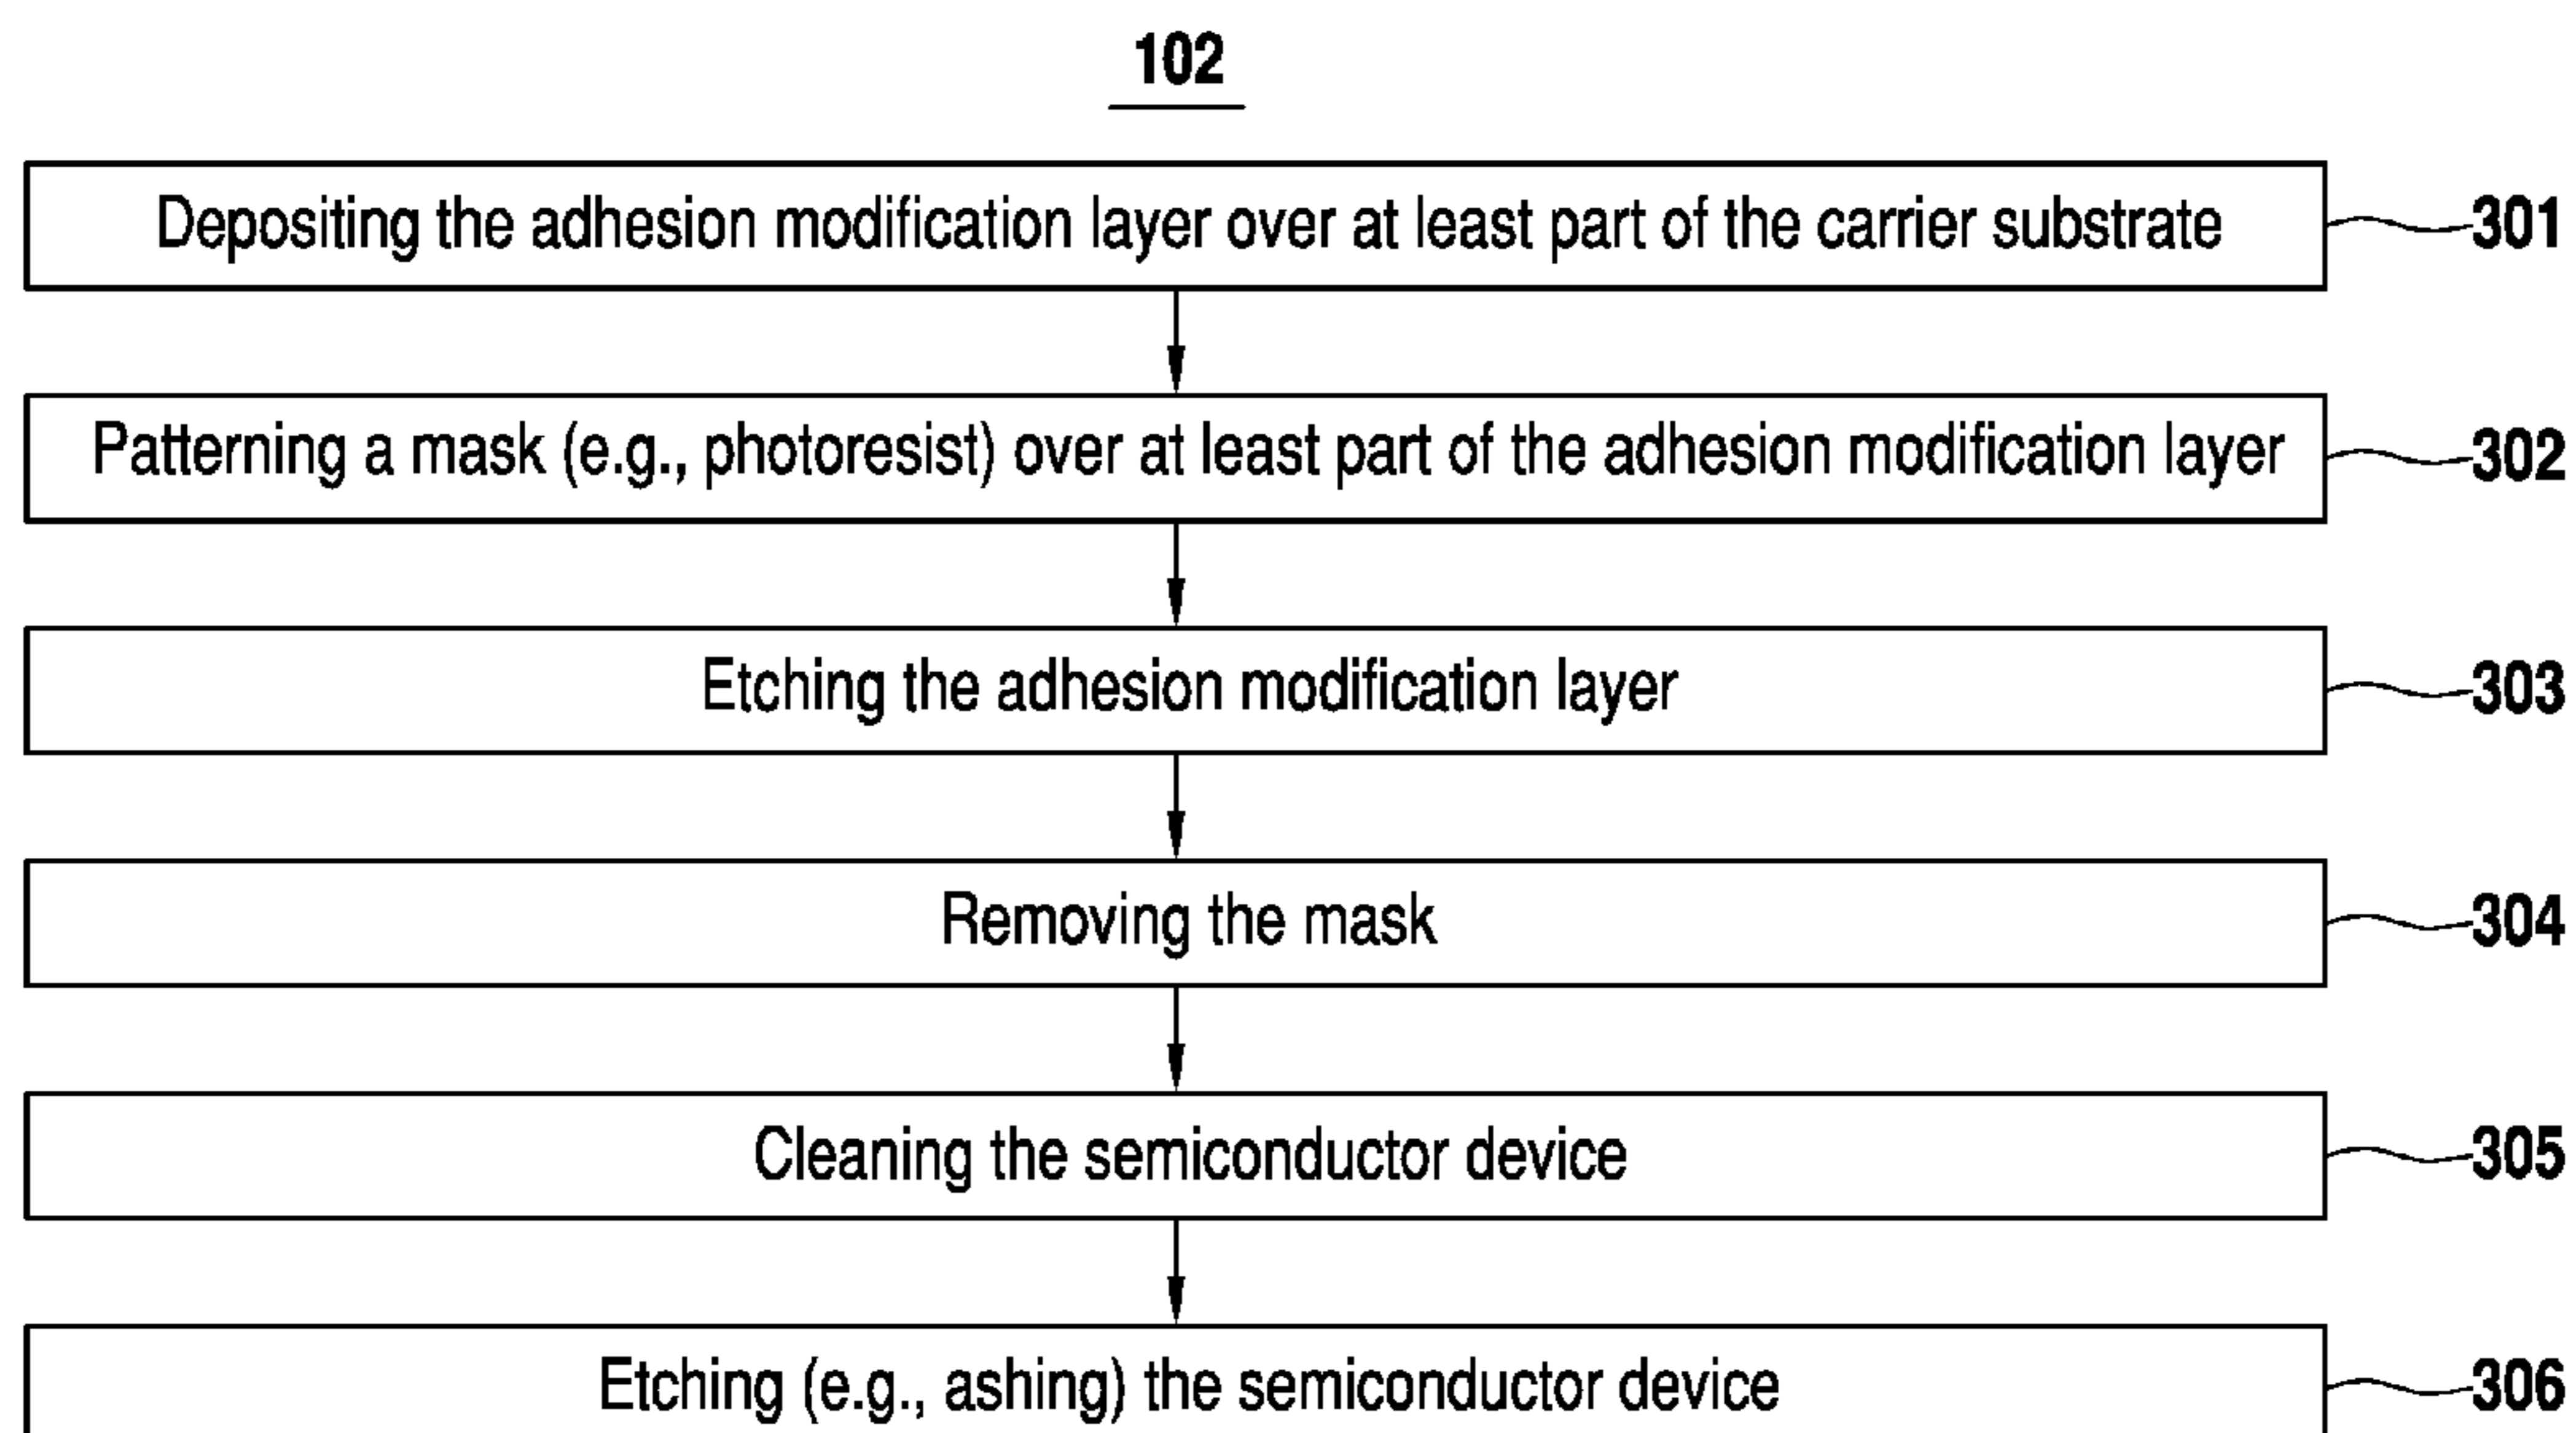 102
Depositing the adhesion modification layer over at least part of the carrier substrate
301
Patterning a mask (e.g., photoresist) over at least part of the adhesion modification layer
302
Etching the adhesion modification layer
303
Removing the mask
304
Cleaning the semiconductor device
305
Etching (e.g., ashing) the semiconductor device
306